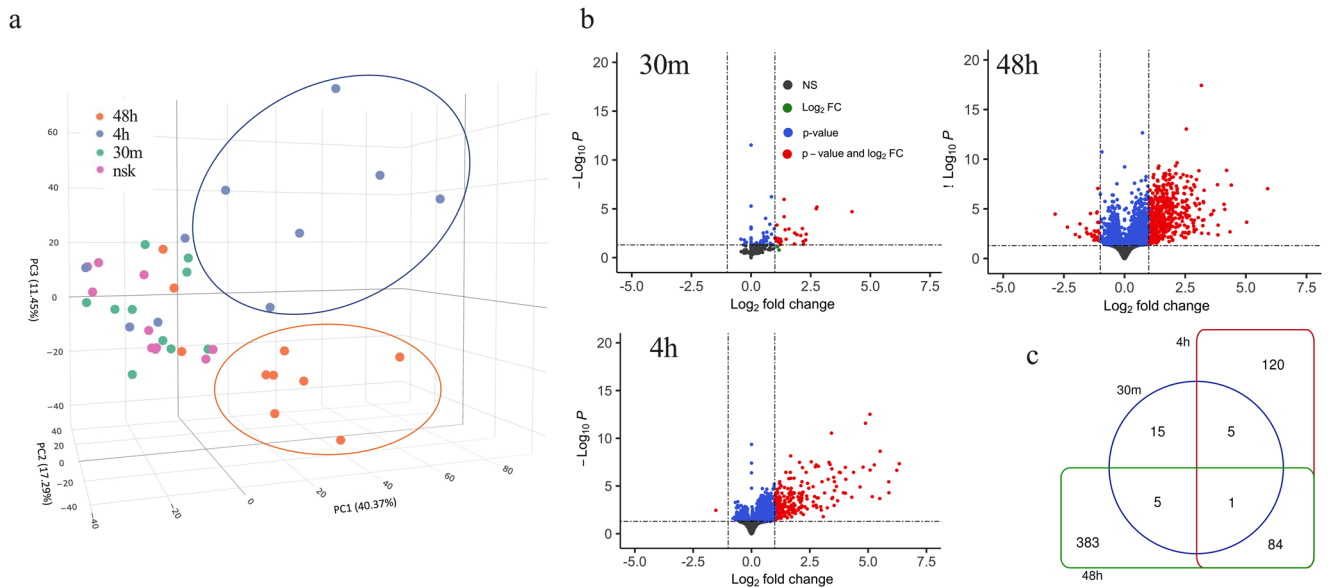 a
48h
4h
30m
nsk
60
40
20
0
−20
−40
PC3 (11.45%)
40
20
0
−20
−40
PC2 (17.29%)
−40
−20
0
20
40
60
80
PC1 (40.37%)
b
30m
NS
Log2 FC
p-value
p – value and log2 FC
20
15
10
5
0
−Log10 P
-5.0
-2.5
0.0
2.5
5.0
7.5
Log2 fold change
48h
20
15
10
5
0
! Log10 P
-5.0
-2.5
0.0
2.5
5.0
7.5
Log2 fold change
4h
20
15
10
5
0
−Log10 P
-5.0
-2.5
0.0
2.5
5.0
7.5
Log2 fold change
c
4h
120
30m
15
5
5
1
383
84
48h